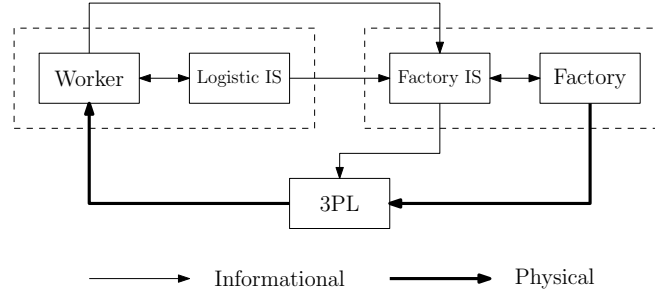 Worker
Logistic IS
Factory IS
Factory
3PL
Informational
Physical